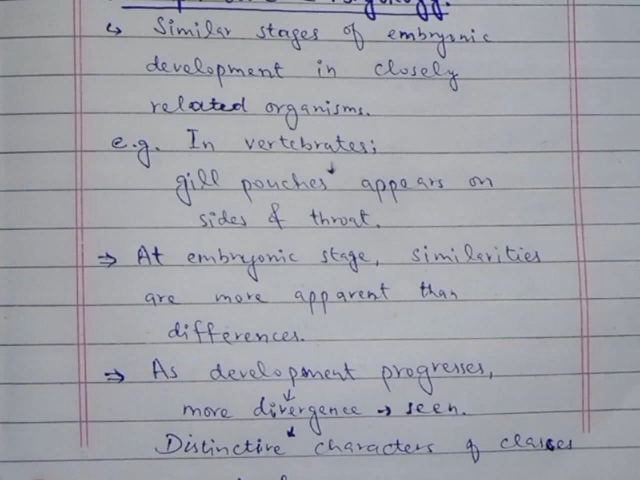 ↳ Similar stages of embryonic
development in closely
related organisms.
e.g. In vertebrates;
gill pouches appears on
sides & throat.
⇒ At embryonic stage, similarities
are more apparent than
differences.
⇒ As development progresses,
more divergence → seen.
Distinctive characters of classes